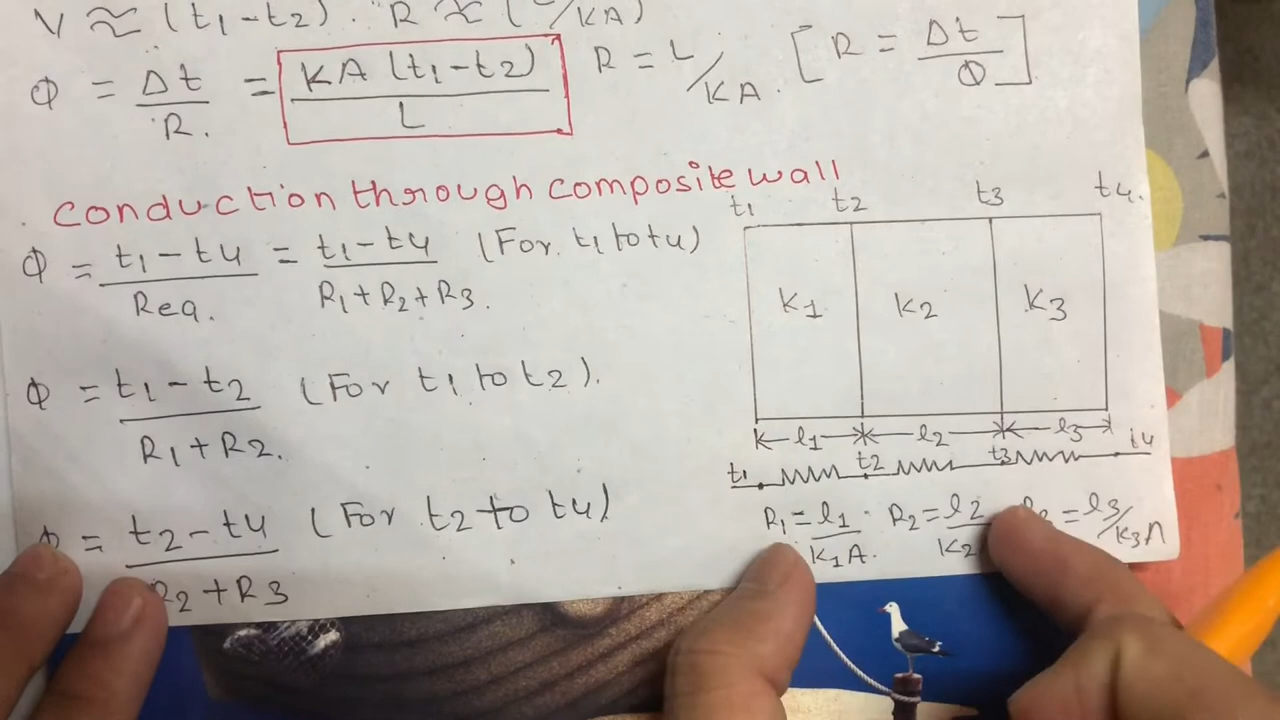 V ≈ (t1-t2). R ≈ (L/KA)
Φ = Δt/R. = KA(t1-t2)/L R = L/KA. [R = Δt/Φ]
conduction through composite wall
t1 t2 t3 t4.
Φ = t1-t4/Req. = t1-t4/R1+R2+R3. (For t1 to t4)
K1 K2 K3
Φ = t1-t2/R1+R2. (For t1 to t2).
l1 l2 l3
t1 t2 t3 t4
Φ = t2-t4/R2+R3 (For t2 to t4)
R1 = l1/K1A. R2 = l2/K2 = l3/K3A